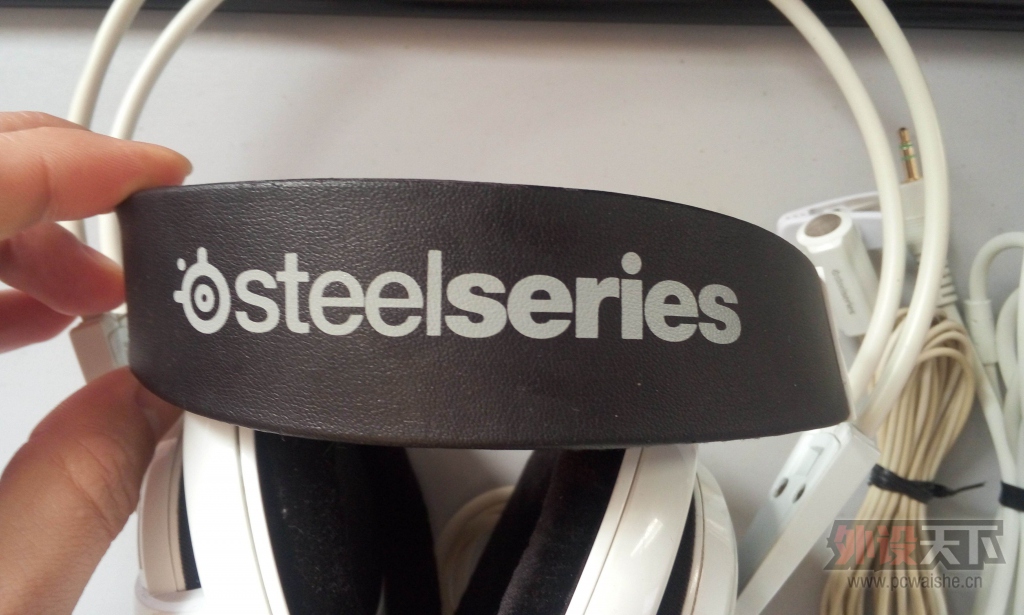 steelseries
外设天下
www.pcwaishe.cn